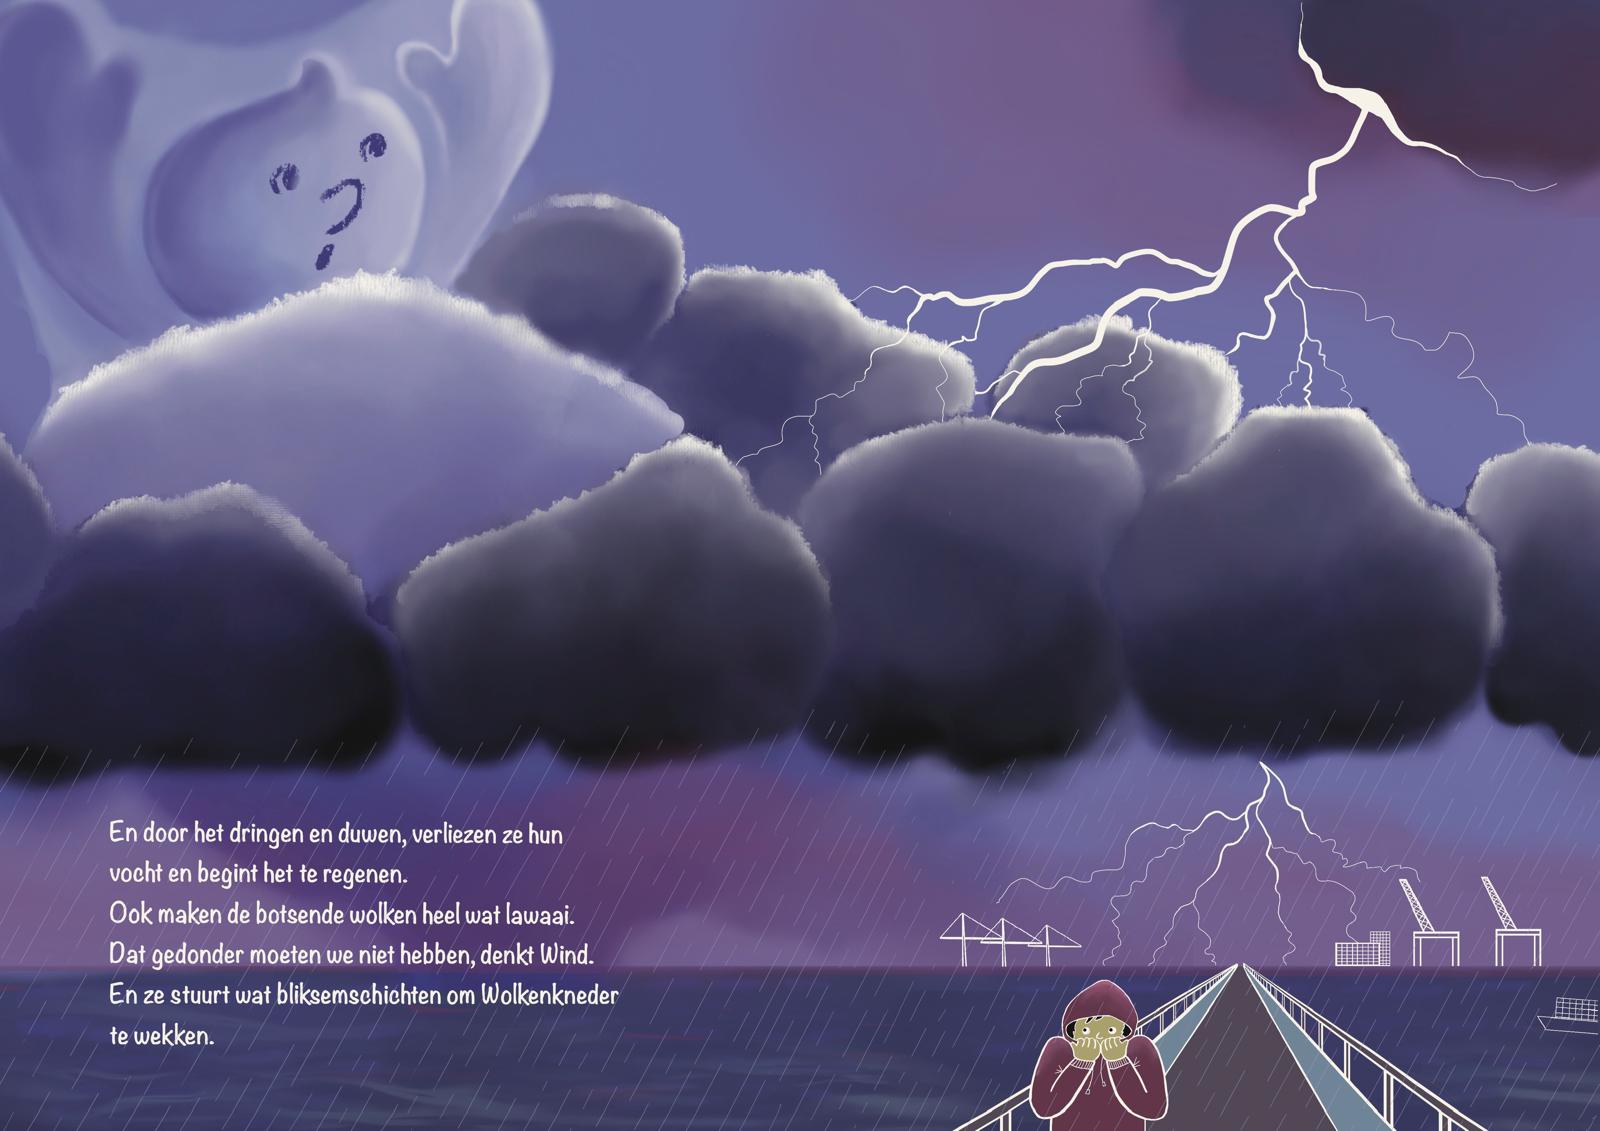 En door het dringen en duwen, verliezen ze hun
vocht en begint het te regenen.
Ook maken de botsende wolken heel wat lawaai.
Dat gedonder moeten we niet hebben, denkt Wind.
En ze stuurt wat bliksemschichten om Wolkenkneder
te wekken.